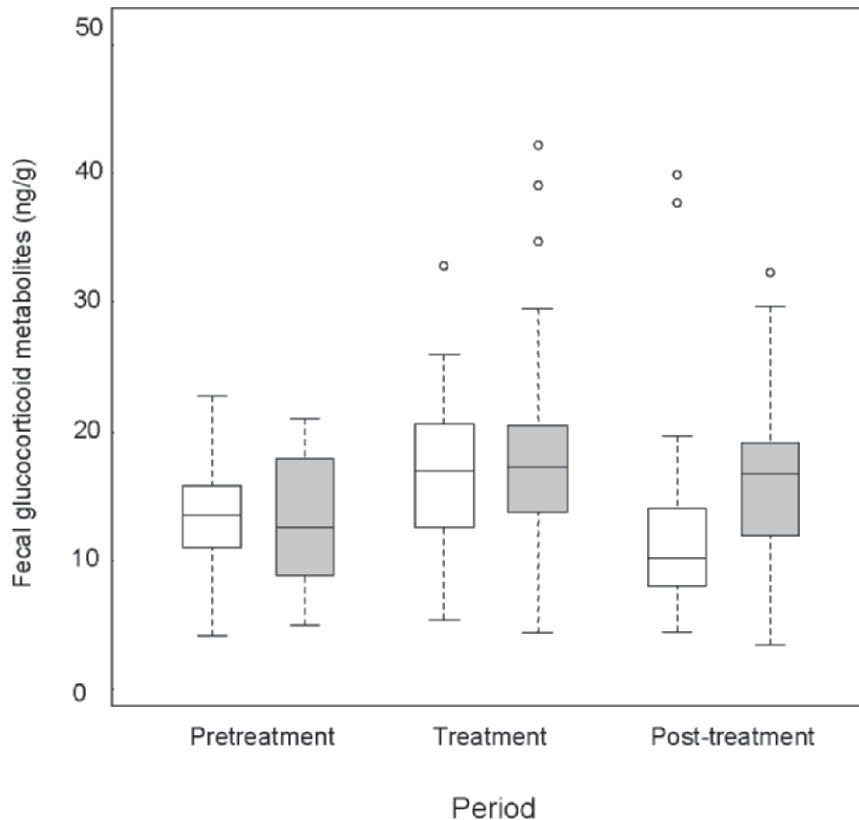 Fecal glucocorticoid metabolites (ng/g)
50
40
30
20
10
0
Pretreatment Treatment Post-treatment
Period